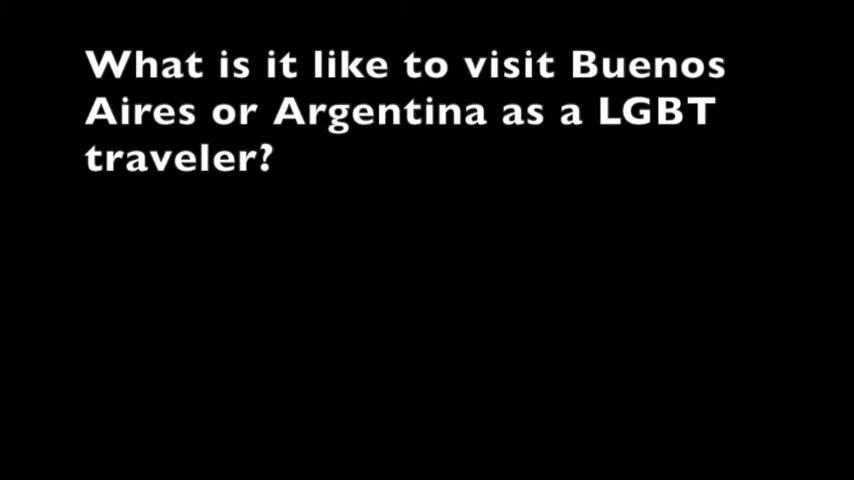 What is it like to visit Buenos
Aires or Argentina as a LGBT
traveler?